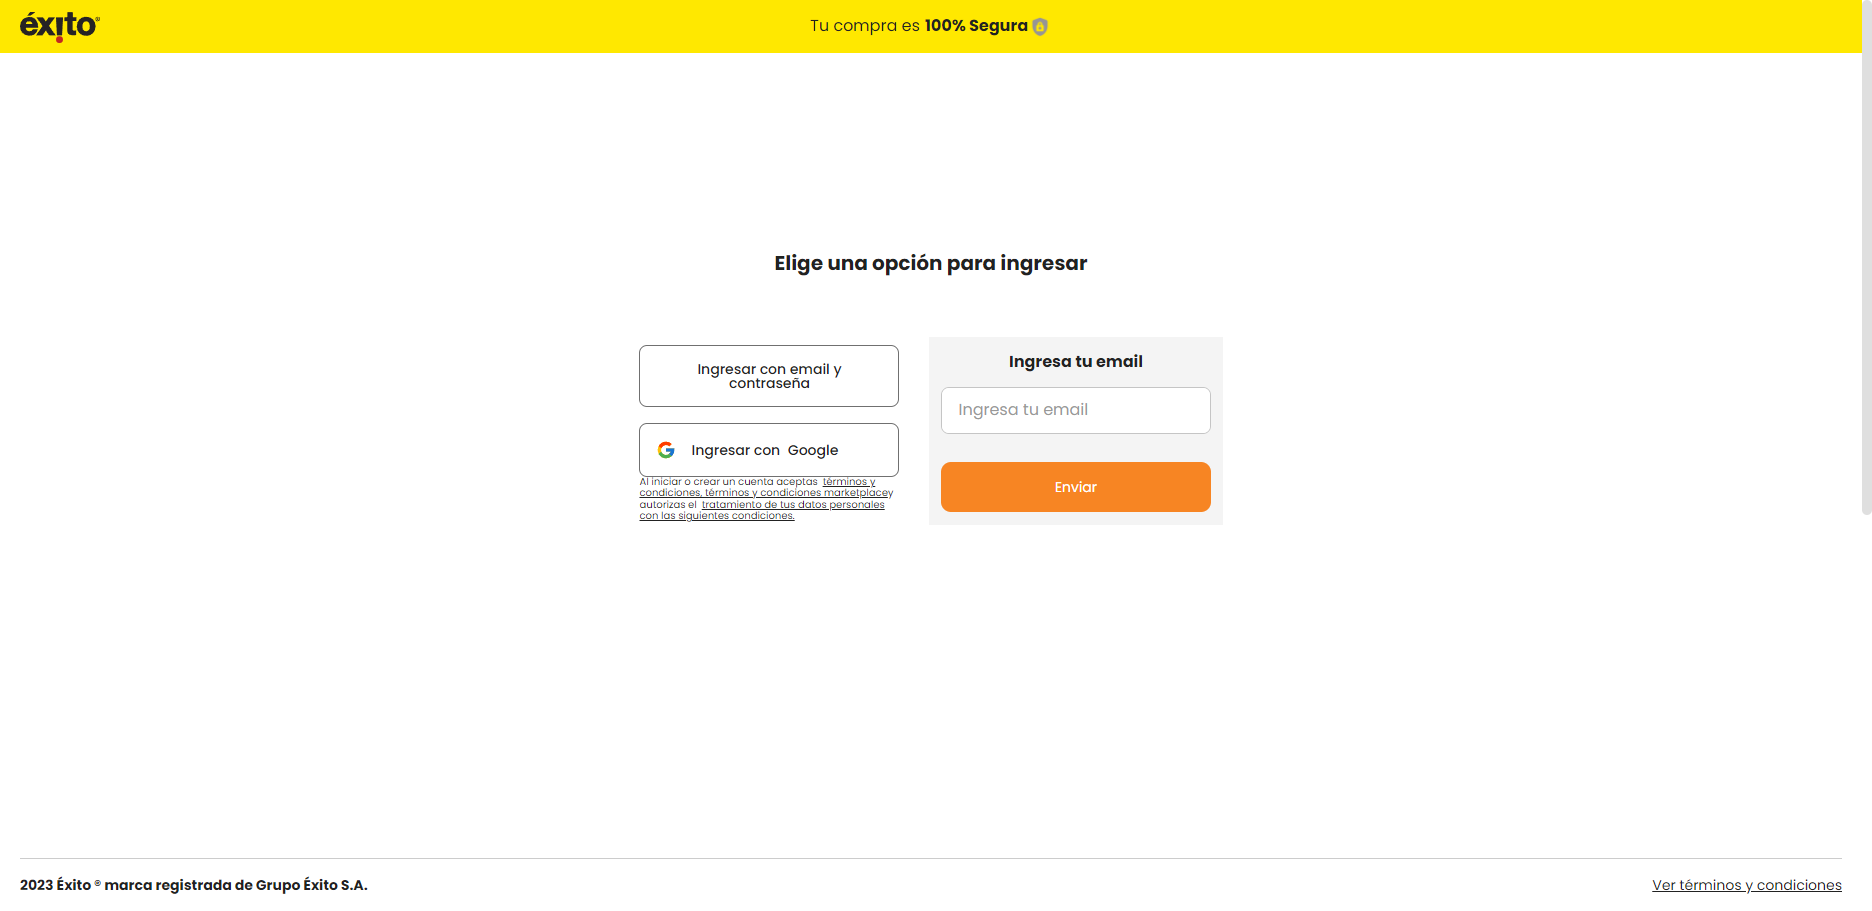 éxito®
Tu compra es 100% Segura
Elige una opción para ingresar
Ingresar con email y
contraseña
Ingresar con Google
Al iniciar o crear un cuenta aceptas términos y
condiciones, términos y condiciones marketplacey
autorizas el tratamiento de tus datos personales
con las siguientes condiciones.
Ingresa tu email
Ingresa tu email
Enviar
2023 Éxito ® marca registrada de Grupo Éxito S.A.
Ver términos y condiciones